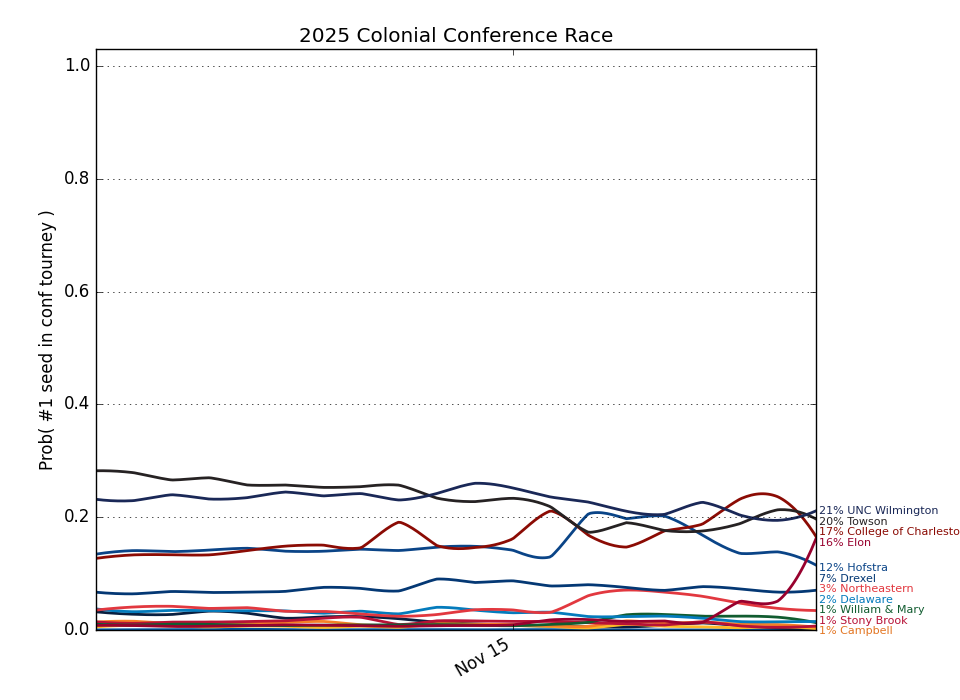 2025 Colonial Conference Race
Prob( #1 seed in conf tourney )
1.0
0.8
0.6
0.4
0.2
0.0
Nov 15
21% UNC Wilmington
20% Towson
17% College of Charlesto
16% Elon
12% Hofstra
7% Drexel
3% Northeastern
2% Delaware
1% William & Mary
1% Stony Brook
1% Campbell